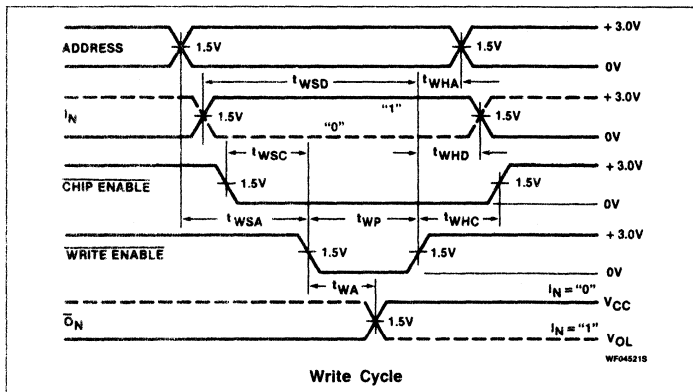 + 3.0V
ADDRESS 1.5V 1.5V
0V
tWSD tWHA
+ 3.0V
IN 1.5V "1" 1.5V
"0"
0V
tWSC tWHD
+ 3.0V
CHIP ENABLE 1.5V 1.5V
0V
tWSA tWP tWHC
+ 3.0V
WRITE ENABLE 1.5V 1.5V
0V
tWA
IN = "0"
VCC
ON 1.5V
IN = "1"
VOL
WF04521S
Write Cycle